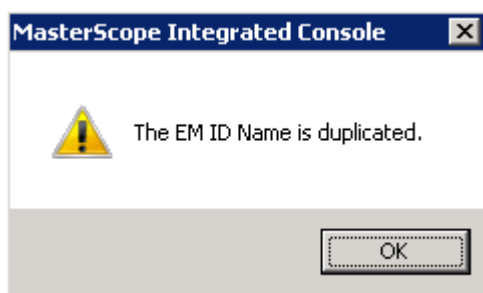 MasterScope Integrated Console
The EM ID Name is duplicated.
OK